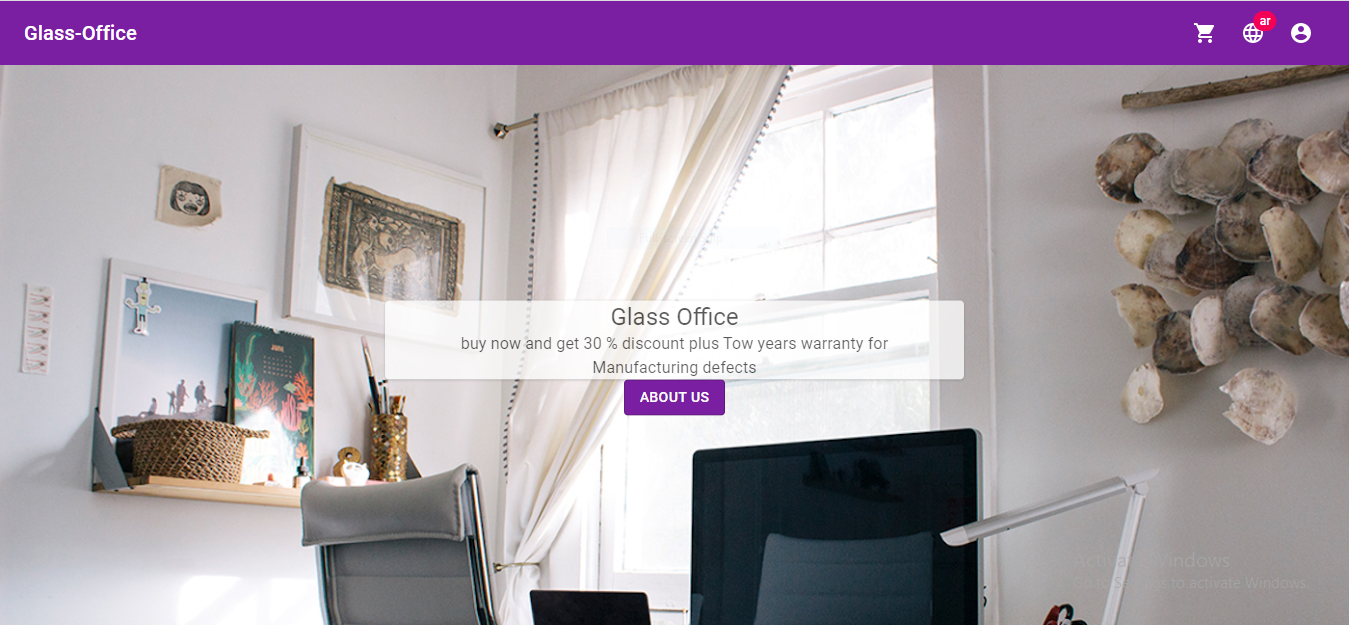 Glass-Office
ar
Glass Office
buy now and get 30 % discount plus Tow years warranty for
Manufacturing defects
ABOUT US
Activate Windows
Go to Settings to activate Windows.